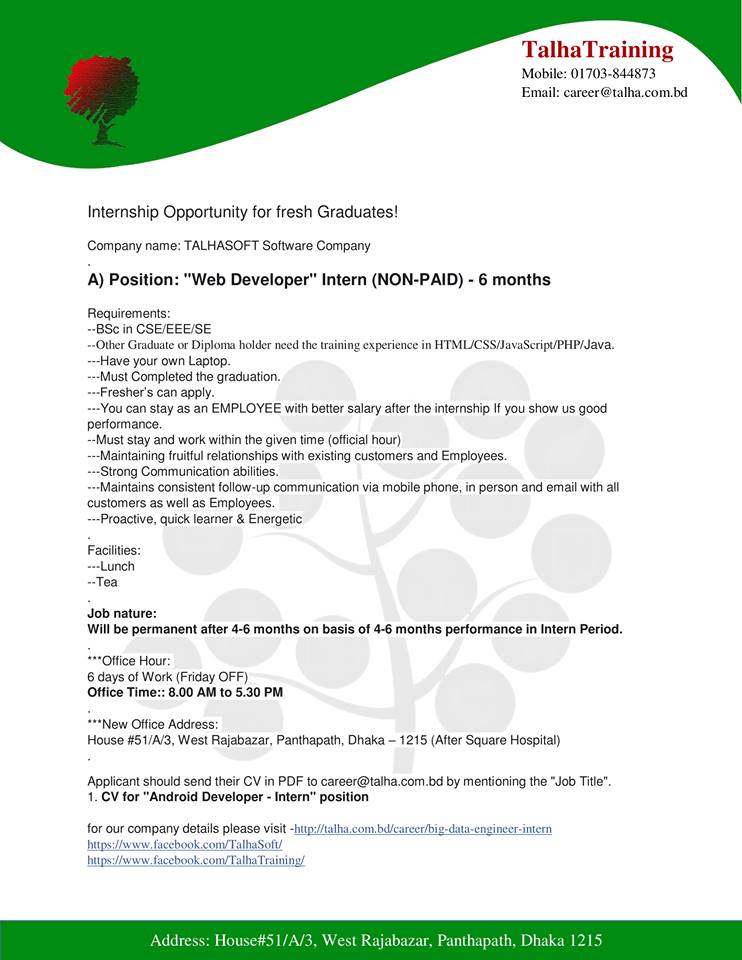 TalhaTraining
Mobile: 01703-844873
Email: career@talha.com.bd
Internship Opportunity for fresh Graduates!
Company name: TALHASOFT Software Company
.
A) Position: "Web Developer" Intern (NON-PAID) - 6 months
Requirements:
--BSc in CSE/EEE/SE
--Other Graduate or Diploma holder need the training experience in HTML/CSS/JavaScript/PHP/Java.
---Have your own Laptop.
---Must Completed the graduation.
---Fresher's can apply.
---You can stay as an EMPLOYEE with better salary after the internship If you show us good
performance.
--Must stay and work within the given time (official hour)
---Maintaining fruitful relationships with existing customers and Employees.
---Strong Communication abilities.
---Maintains consistent follow-up communication via mobile phone, in person and email with all
customers as well as Employees.
---Proactive, quick learner & Energetic
.
Facilities:
---Lunch
--Tea
.
Job nature:
Will be permanent after 4-6 months on basis of 4-6 months performance in Intern Period.
.
***Office Hour:
6 days of Work (Friday OFF)
Office Time:: 8.00 AM to 5.30 PM
.
***New Office Address:
House #51/A/3, West Rajabazar, Panthapath, Dhaka – 1215 (After Square Hospital)
.
Applicant should send their CV in PDF to career@talha.com.bd by mentioning the "Job Title".
1. CV for "Android Developer - Intern" position
for our company details please visit -http://talha.com.bd/career/big-data-engineer-intern
https://www.facebook.com/TalhaSoft/
https://www.facebook.com/TalhaTraining/
Address: House#51/A/3, West Rajabazar, Panthapath, Dhaka 1215